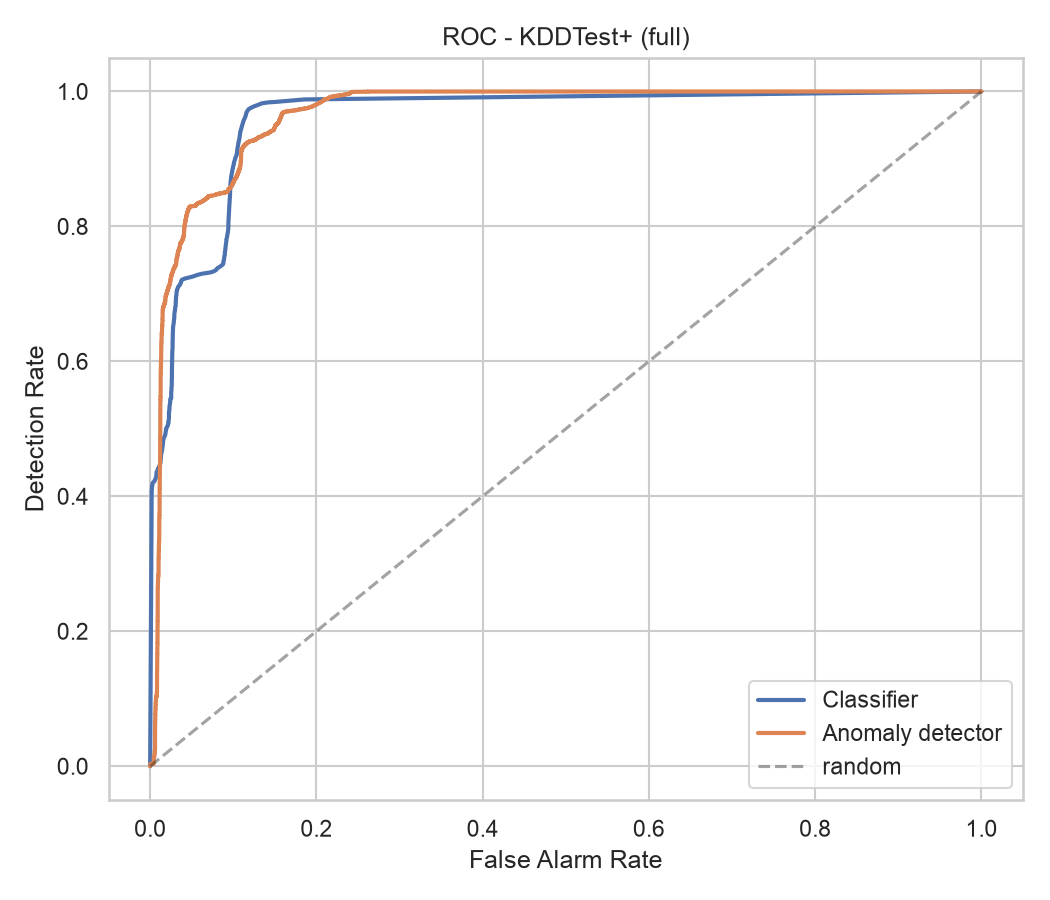 ROC - KDDTest+ (full)
1.0
0.8
0.6
0.4
0.2
0.0
Detection Rate
0.0 0.2 0.4 0.6 0.8 1.0
False Alarm Rate
Classifier
Anomaly detector
random